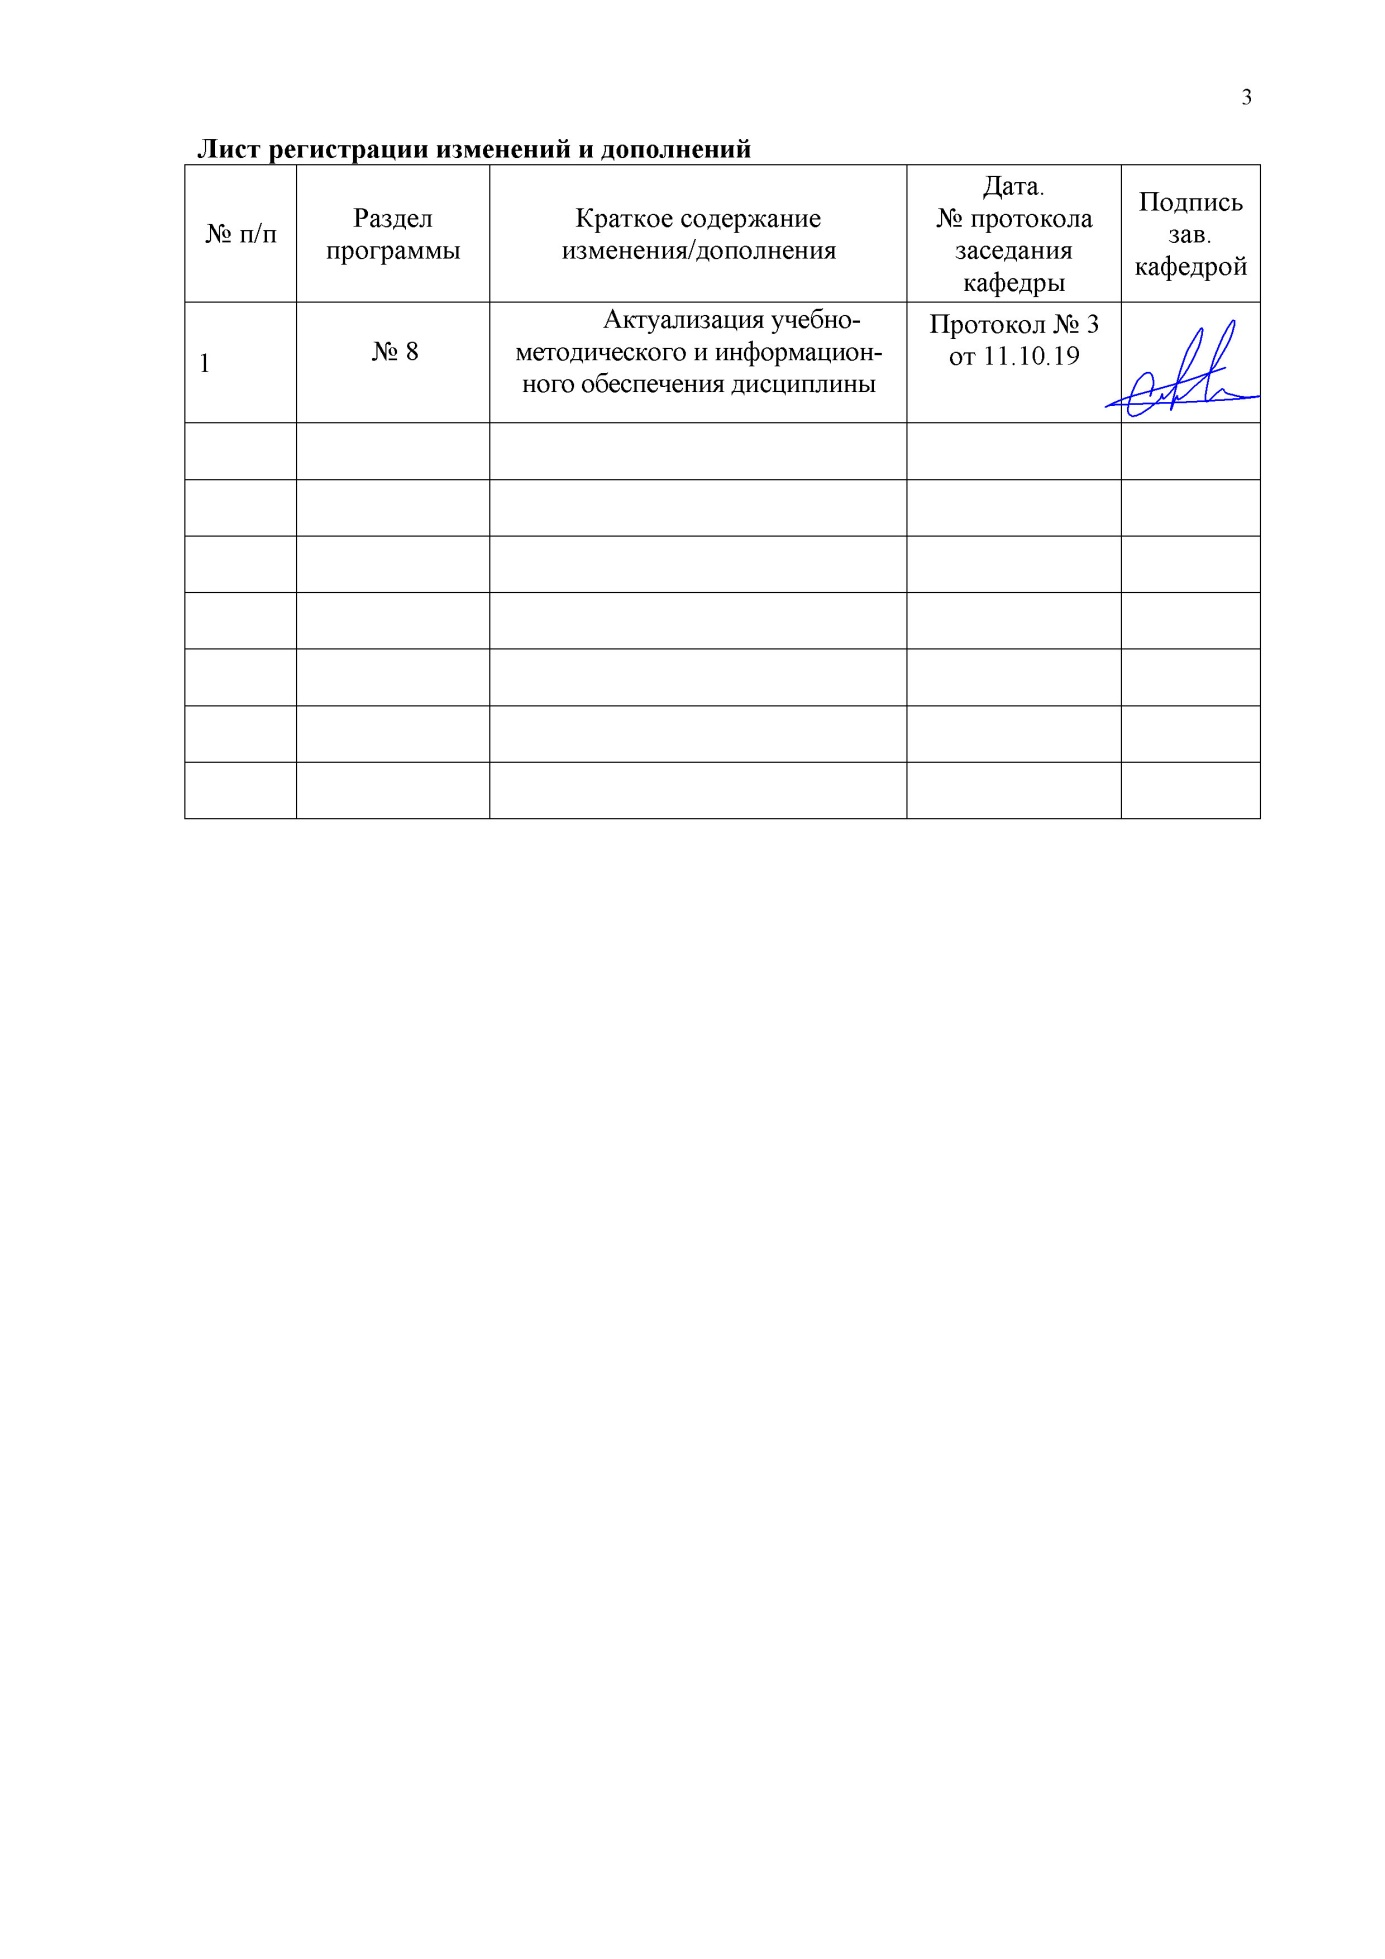 3
Лист регистрации изменений и дополнений
№ п/п
Раздел
программы
Краткое содержание
изменения/дополнения
Дата.
№ протокола
заседания
кафедры
Подпись
зав.
кафедрой
1
№ 8
Актуализация учебно-
методического и информацион-
ного обеспечения дисциплины
Протокол № 3
от 11.10.19